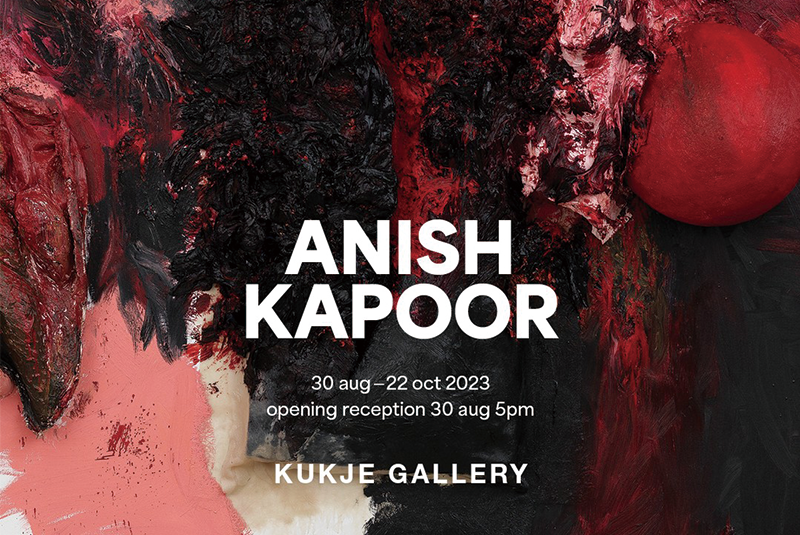 ANISH
KAPOOR
30 aug–22 oct 2023
opening reception 30 aug 5pm
KUKJE GALLERY